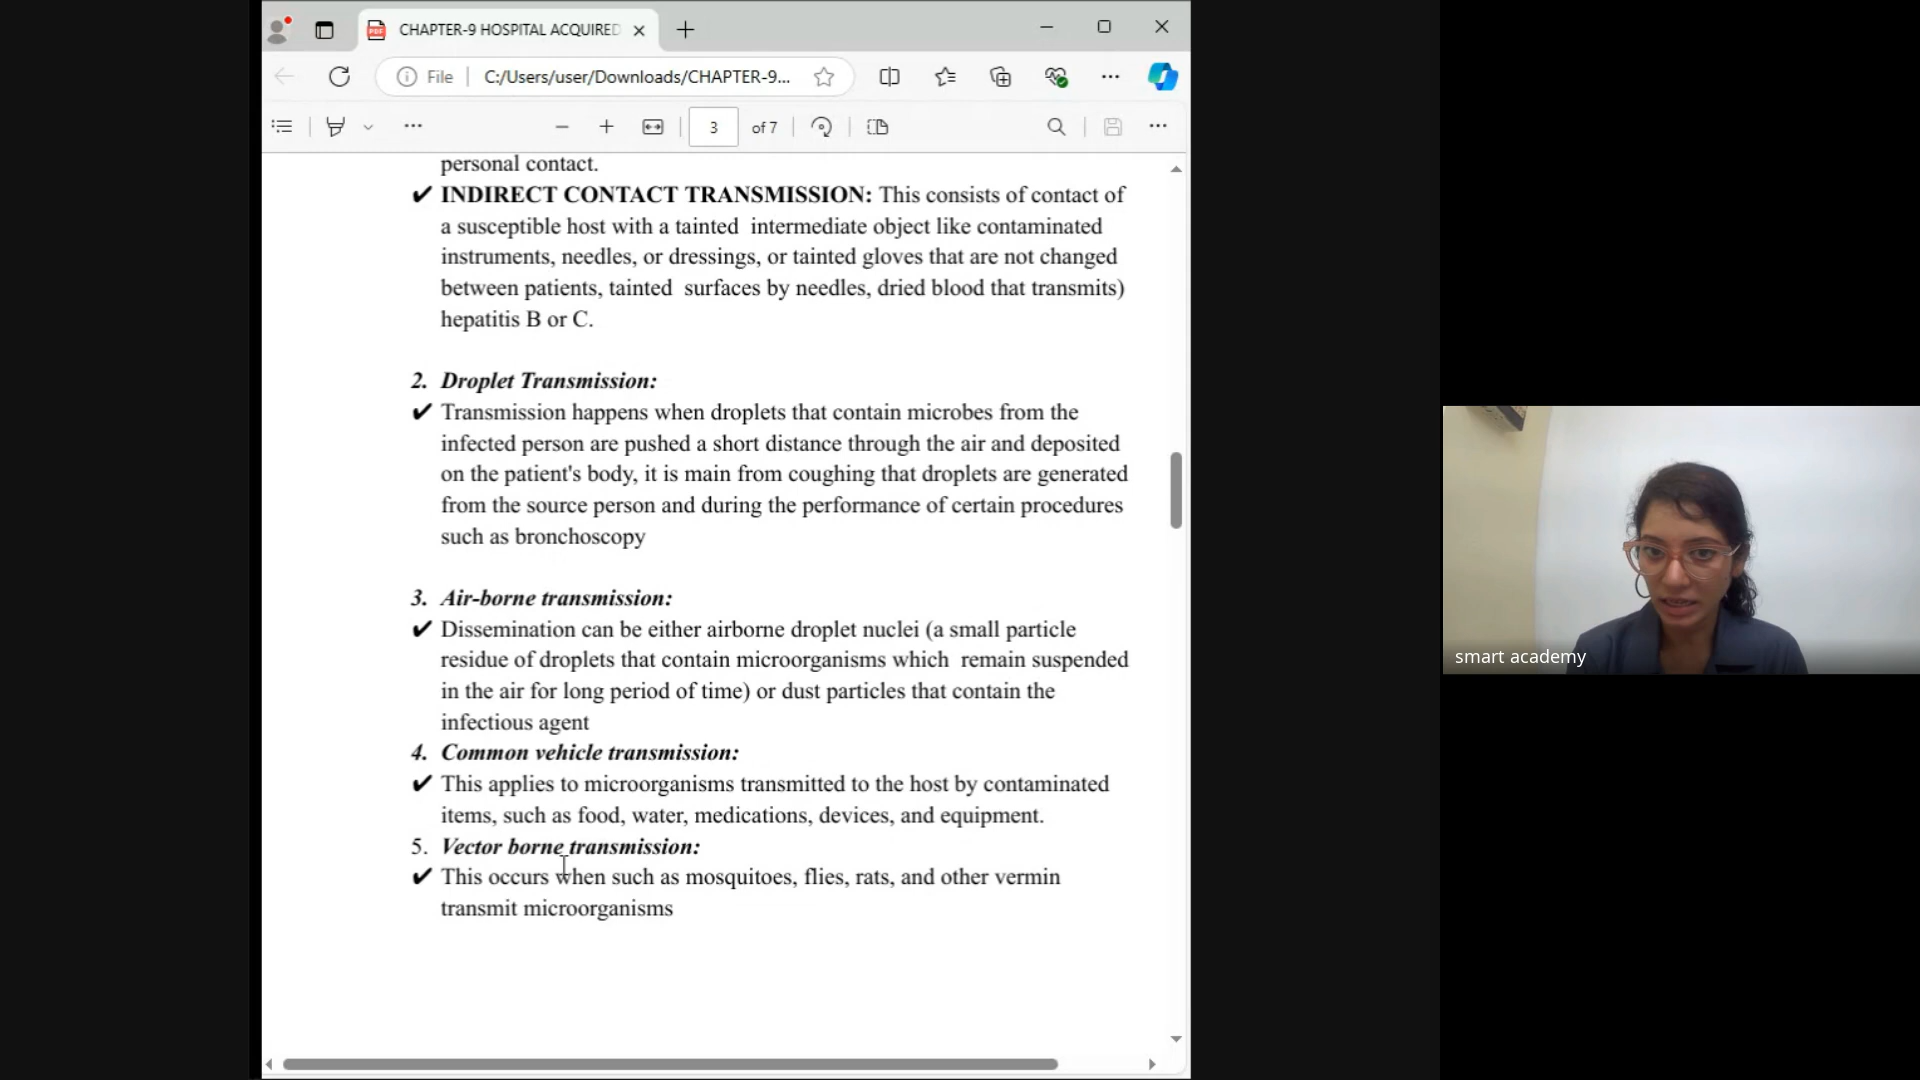 CHAPTER-9 HOSPITAL ACQUIRED
File
C:/Users/user/Downloads/CHAPTER-9...
3 of 7
personal contact.
✔ INDIRECT CONTACT TRANSMISSION: This consists of contact of
a susceptible host with a tainted intermediate object like contaminated
instruments, needles, or dressings, or tainted gloves that are not changed
between patients, tainted surfaces by needles, dried blood that transmits)
hepatitis B or C.
2. Droplet Transmission:
✔ Transmission happens when droplets that contain microbes from the
infected person are pushed a short distance through the air and deposited
on the patient's body, it is main from coughing that droplets are generated
from the source person and during the performance of certain procedures
such as bronchoscopy
3. Air-borne transmission:
✔ Dissemination can be either airborne droplet nuclei (a small particle
residue of droplets that contain microorganisms which remain suspended
in the air for long period of time) or dust particles that contain the
infectious agent
4. Common vehicle transmission:
✔ This applies to microorganisms transmitted to the host by contaminated
items, such as food, water, medications, devices, and equipment.
5. Vector borne transmission:
✔ This occurs when such as mosquitoes, flies, rats, and other vermin
transmit microorganisms
smart academy